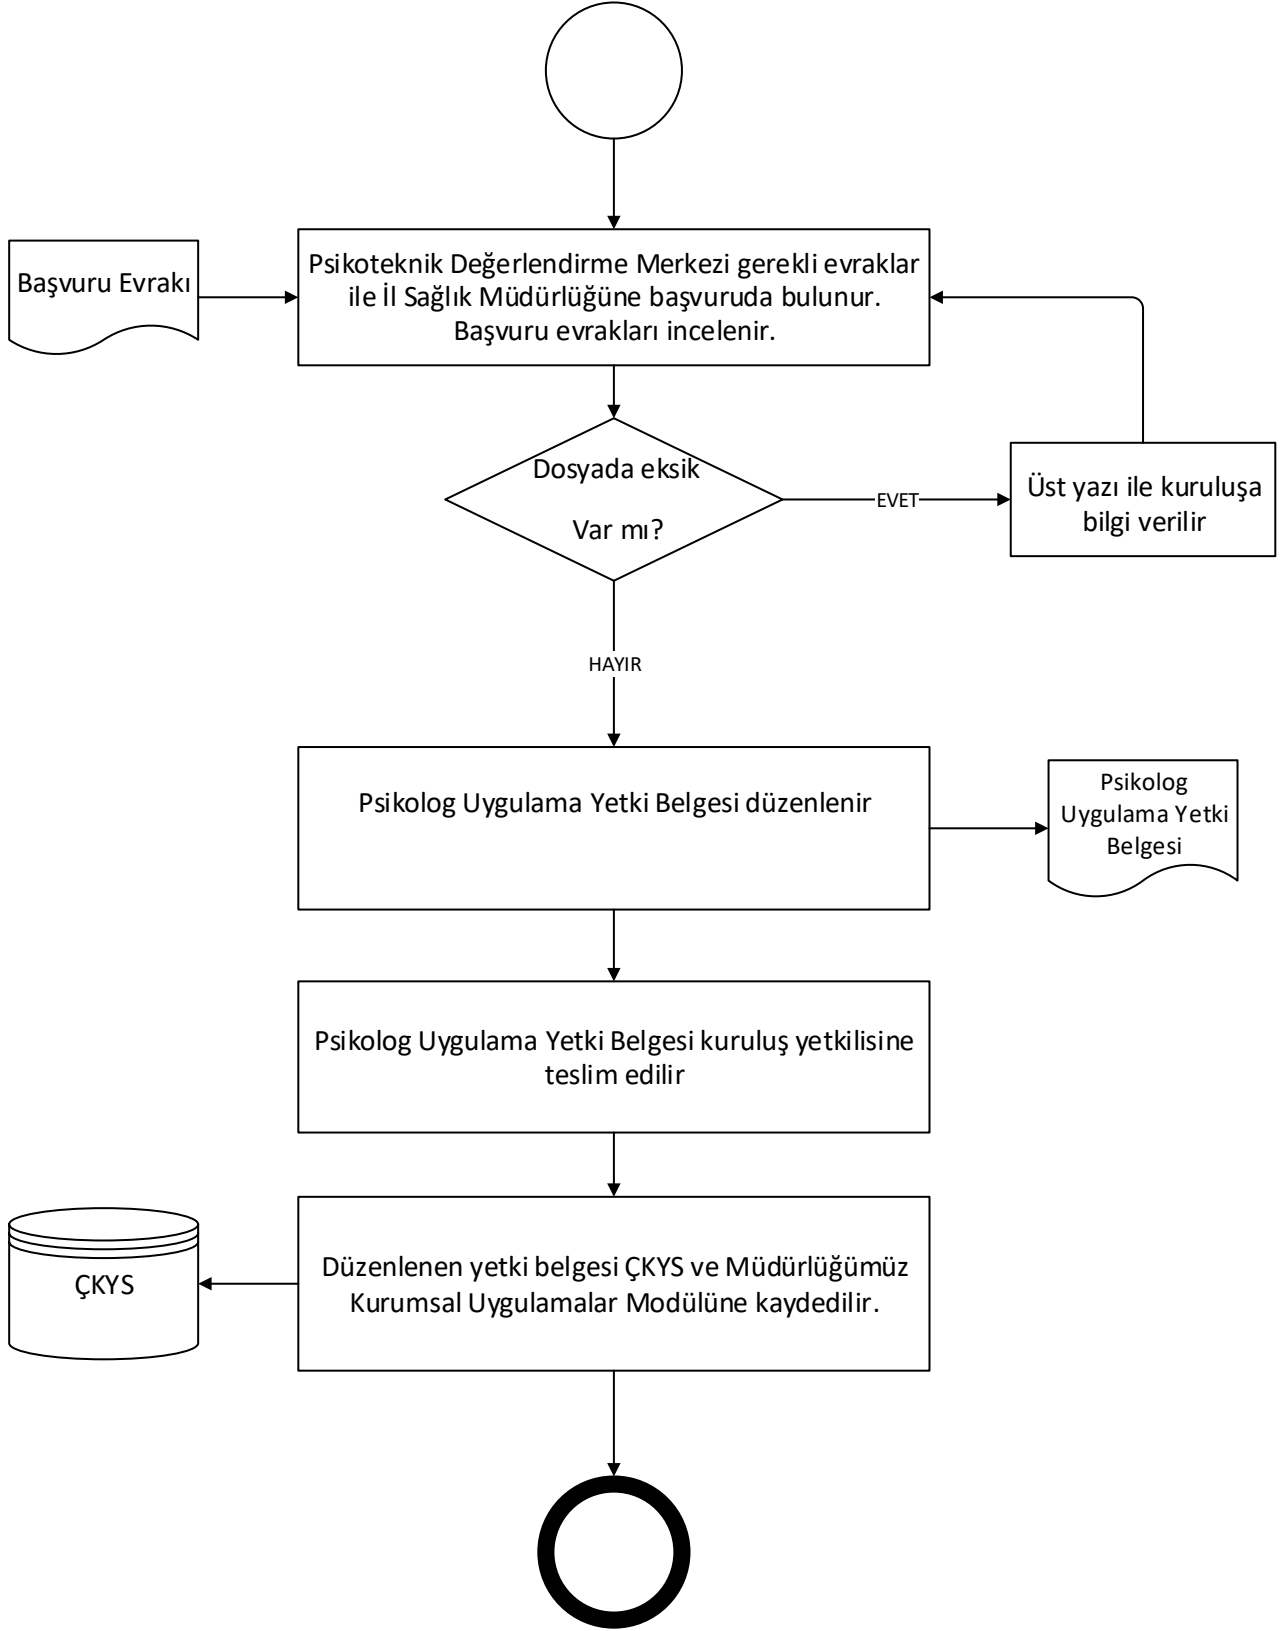 Başvuru Evrakı
Psikoteknik Değerlendirme Merkezi gerekli evraklar
ile İl Sağlık Müdürlüğüne başvuruda bulunur.
Başvuru evrakları incelenir.
Dosyada eksik
Var mı?
EVET
Üst yazı ile kuruluşa
bilgi verilir
HAYIR
Psikolog Uygulama Yetki Belgesi düzenlenir
Psikolog
Uygulama Yetki
Belgesi
Psikolog Uygulama Yetki Belgesi kuruluş yetkilisine
teslim edilir
Düzenlenen yetki belgesi ÇKYS ve Müdürlüğümüz
Kurumsal Uygulamalar Modülüne kaydedilir.
ÇKYS